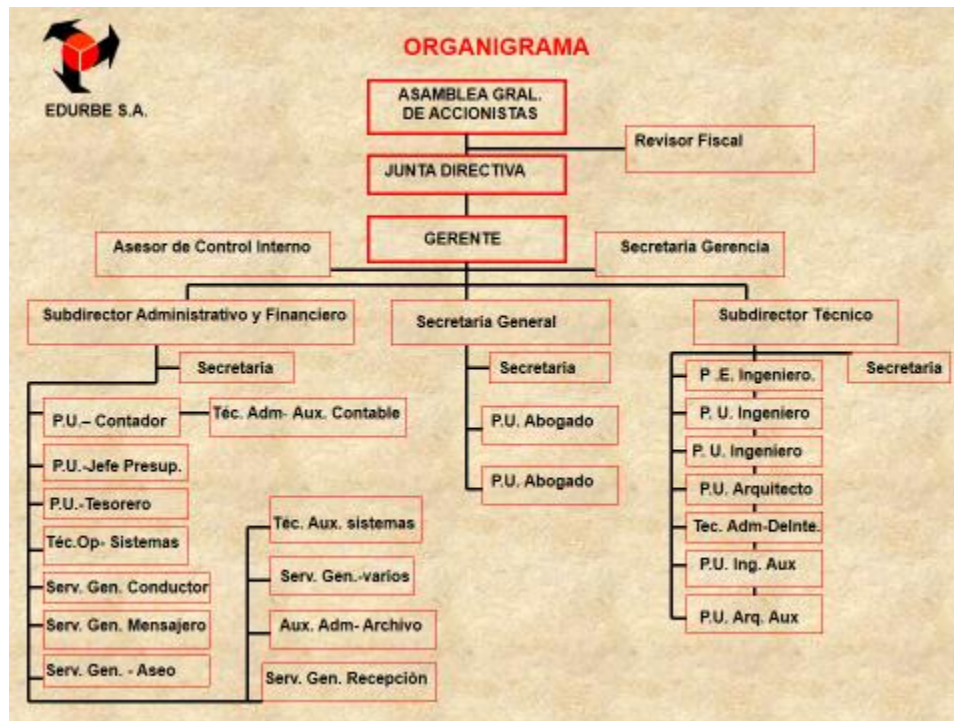 ORGANIGRAMA
EDURBE S.A.
ASAMBLEA GRAL.
DE ACCIONISTAS
Revisor Fiscal
JUNTA DIRECTIVA
GERENTE
Asesor de Control Interno
Secretaria Gerencia
Subdirector Administrativo y Financiero
Secretaría General
Subdirector Técnico
Secretaria
P.U.– Contador
Téc. Adm- Aux. Contable
P.U.-Jefe Presup.
P.U.-Tesorero
Téc.Op- Sistemas
Serv. Gen. Conductor
Serv. Gen. Mensajero
Serv. Gen. - Aseo
Téc. Aux. sistemas
Serv. Gen.-varios
Aux. Adm- Archivo
Serv. Gen. Recepción
Secretaria
P.U. Abogado
P.U. Abogado
Secretaria
P .E. Ingeniero.
P. U. Ingeniero
P. U. Ingeniero
P.U. Arquitecto
Tec. Adm-DeInte.
P.U. Ing. Aux
P.U. Arq. Aux